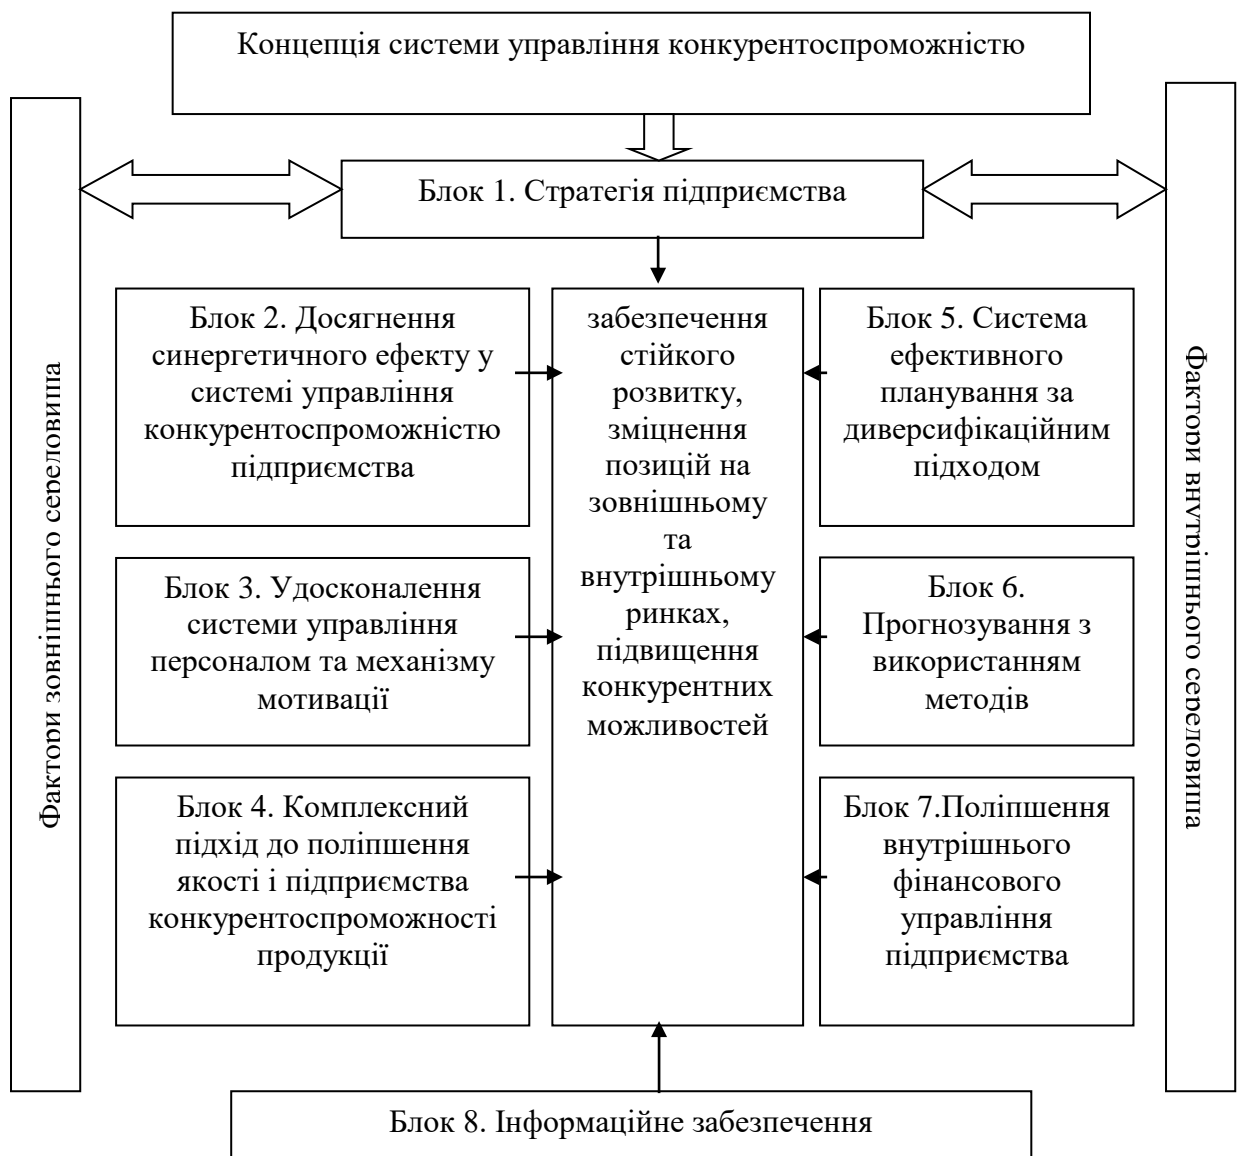 Концепція системи управління конкурентоспроможністю
Блок 1. Стратегія підприємства
Фактори зовнішнього середовища
Блок 2. Досягнення
синергетичного ефекту у
системі управління
конкурентоспроможністю
підприємства
Блок 3. Удосконалення
системи управління
персоналом та механізму
мотивації
Блок 4. Комплексний
підхід до поліпшення
якості і підприємства
конкурентоспроможності
продукції
забезпечення
стійкого
розвитку,
зміцнення
позицій на
зовнішньому
та
внутрішньому
ринках,
підвищення
конкурентних
можливостей
Блок 5. Система
ефективного
планування за
диверсифікаційним
підходом
Блок 6.
Прогнозування з
використанням
методів
Блок 7.Поліпшення
внутрішнього
фінансового
управління
підприємства
Фактори внутрішнього середовища
Блок 8. Інформаційне забезпечення